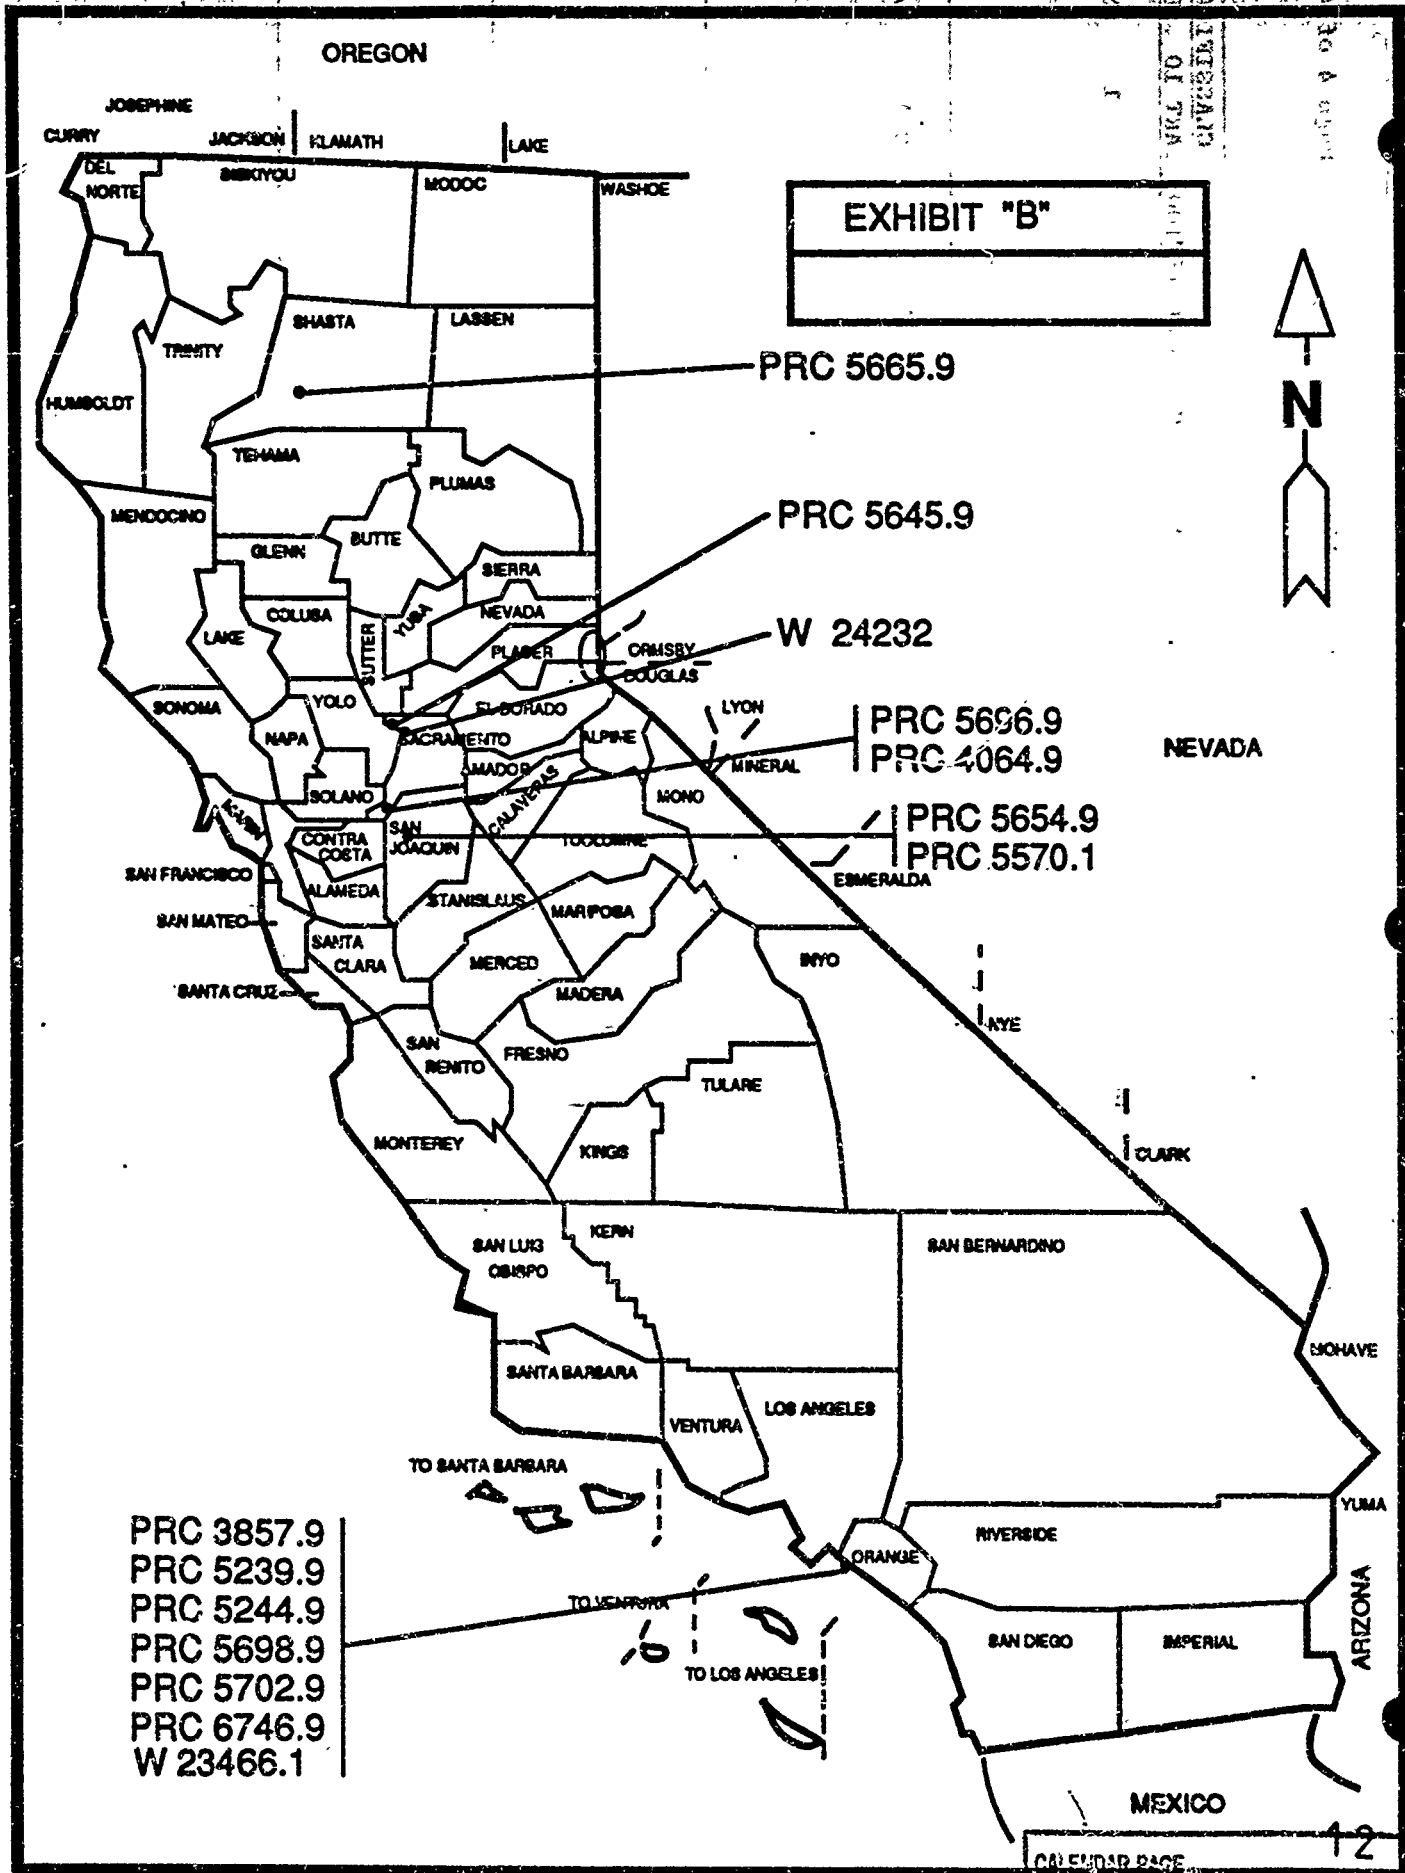 OREGON
JOSEPHINE
CURRY
JACKSON
KLAMATH
LAKE
DEL
NORTE
SISKIYOU
MODOC
WASHOE
EXHIBIT "B"
SHASTA
LASSEN
TRINITY
PRC 5665.9
HUMBOLDT
N
TEHAMA
PLUMAS
MENDOCINO
PRC 5645.9
GLENN
BUTTE
SIERRA
COLUSA
YUBA
NEVADA
LAKE
SUTTER
W 24232
PLACER
ORMSBY
DOUGLAS
SONOMA
YOLO
EL DORADO
LYON
PRC 5696.9
NAPA
SACRAMENTO
ALPINE
NEVADA
PRC 4064.9
AMADOR
MINERAL
SOLANO
CALAVERAS
MONO
MARIN
PRC 5654.9
SAN
JOAQUIN
CONTRA
COSTA
TUOLUMNE
PRC 5570.1
SAN FRANCISCO
ALAMEDA
ESMERALDA
STANISLAUS
MARIPOSA
SAN MATEO
SANTA
CLARA
MERCED
INYO
SANTA CRUZ
MADERA
NYE
SAN
BENITO
FRESNO
TULARE
MONTEREY
KINGS
CLARK
KERN
SAN LUIS
OBISPO
SAN BERNARDINO
MOHAVE
SANTA BARBARA
VENTURA
LOS ANGELES
TO SANTA BARBARA
YUMA
PRC 3857.9
PRC 5239.9
PRC 5244.9
PRC 5698.9
PRC 5702.9
PRC 6746.9
W 23466.1
RIVERSIDE
ORANGE
TO VENTURA
ARIZONA
SAN DIEGO
IMPERIAL
TO LOS ANGELES
MEXICO
12
CALENDAR PAGE